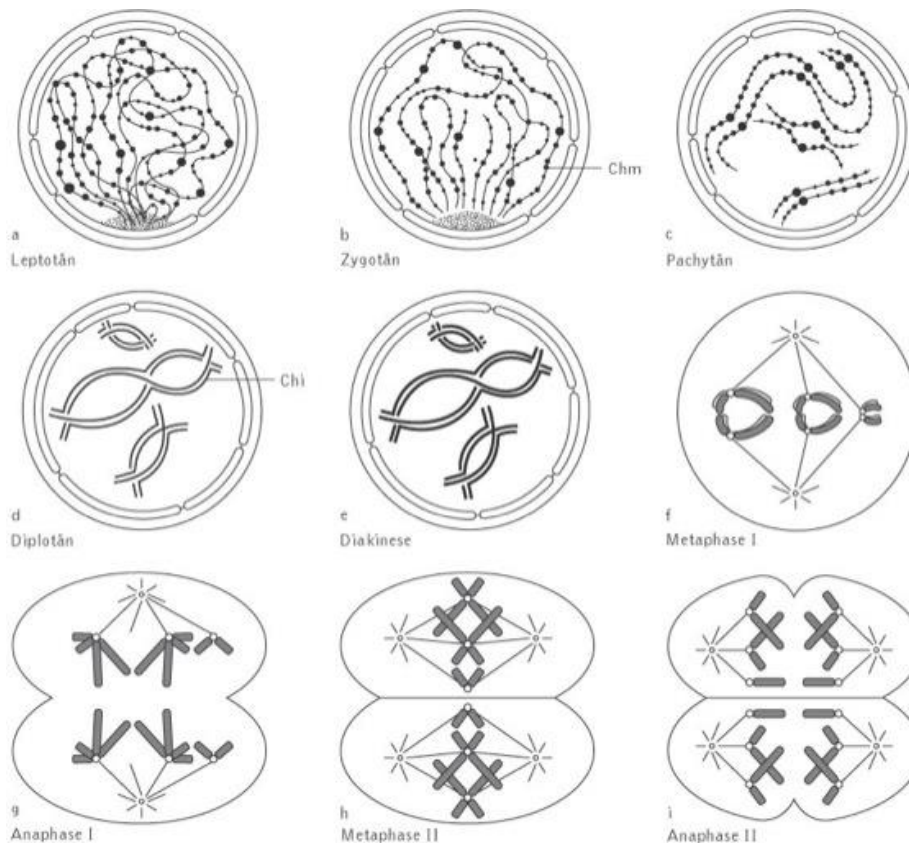 a
Leptotän
b
Zygotän
Chm
c
Pachytän
d
Diplotän
Chi
e
Diakinese
f
Metaphase I
g
Anaphase I
h
Metaphase II
i
Anaphase II